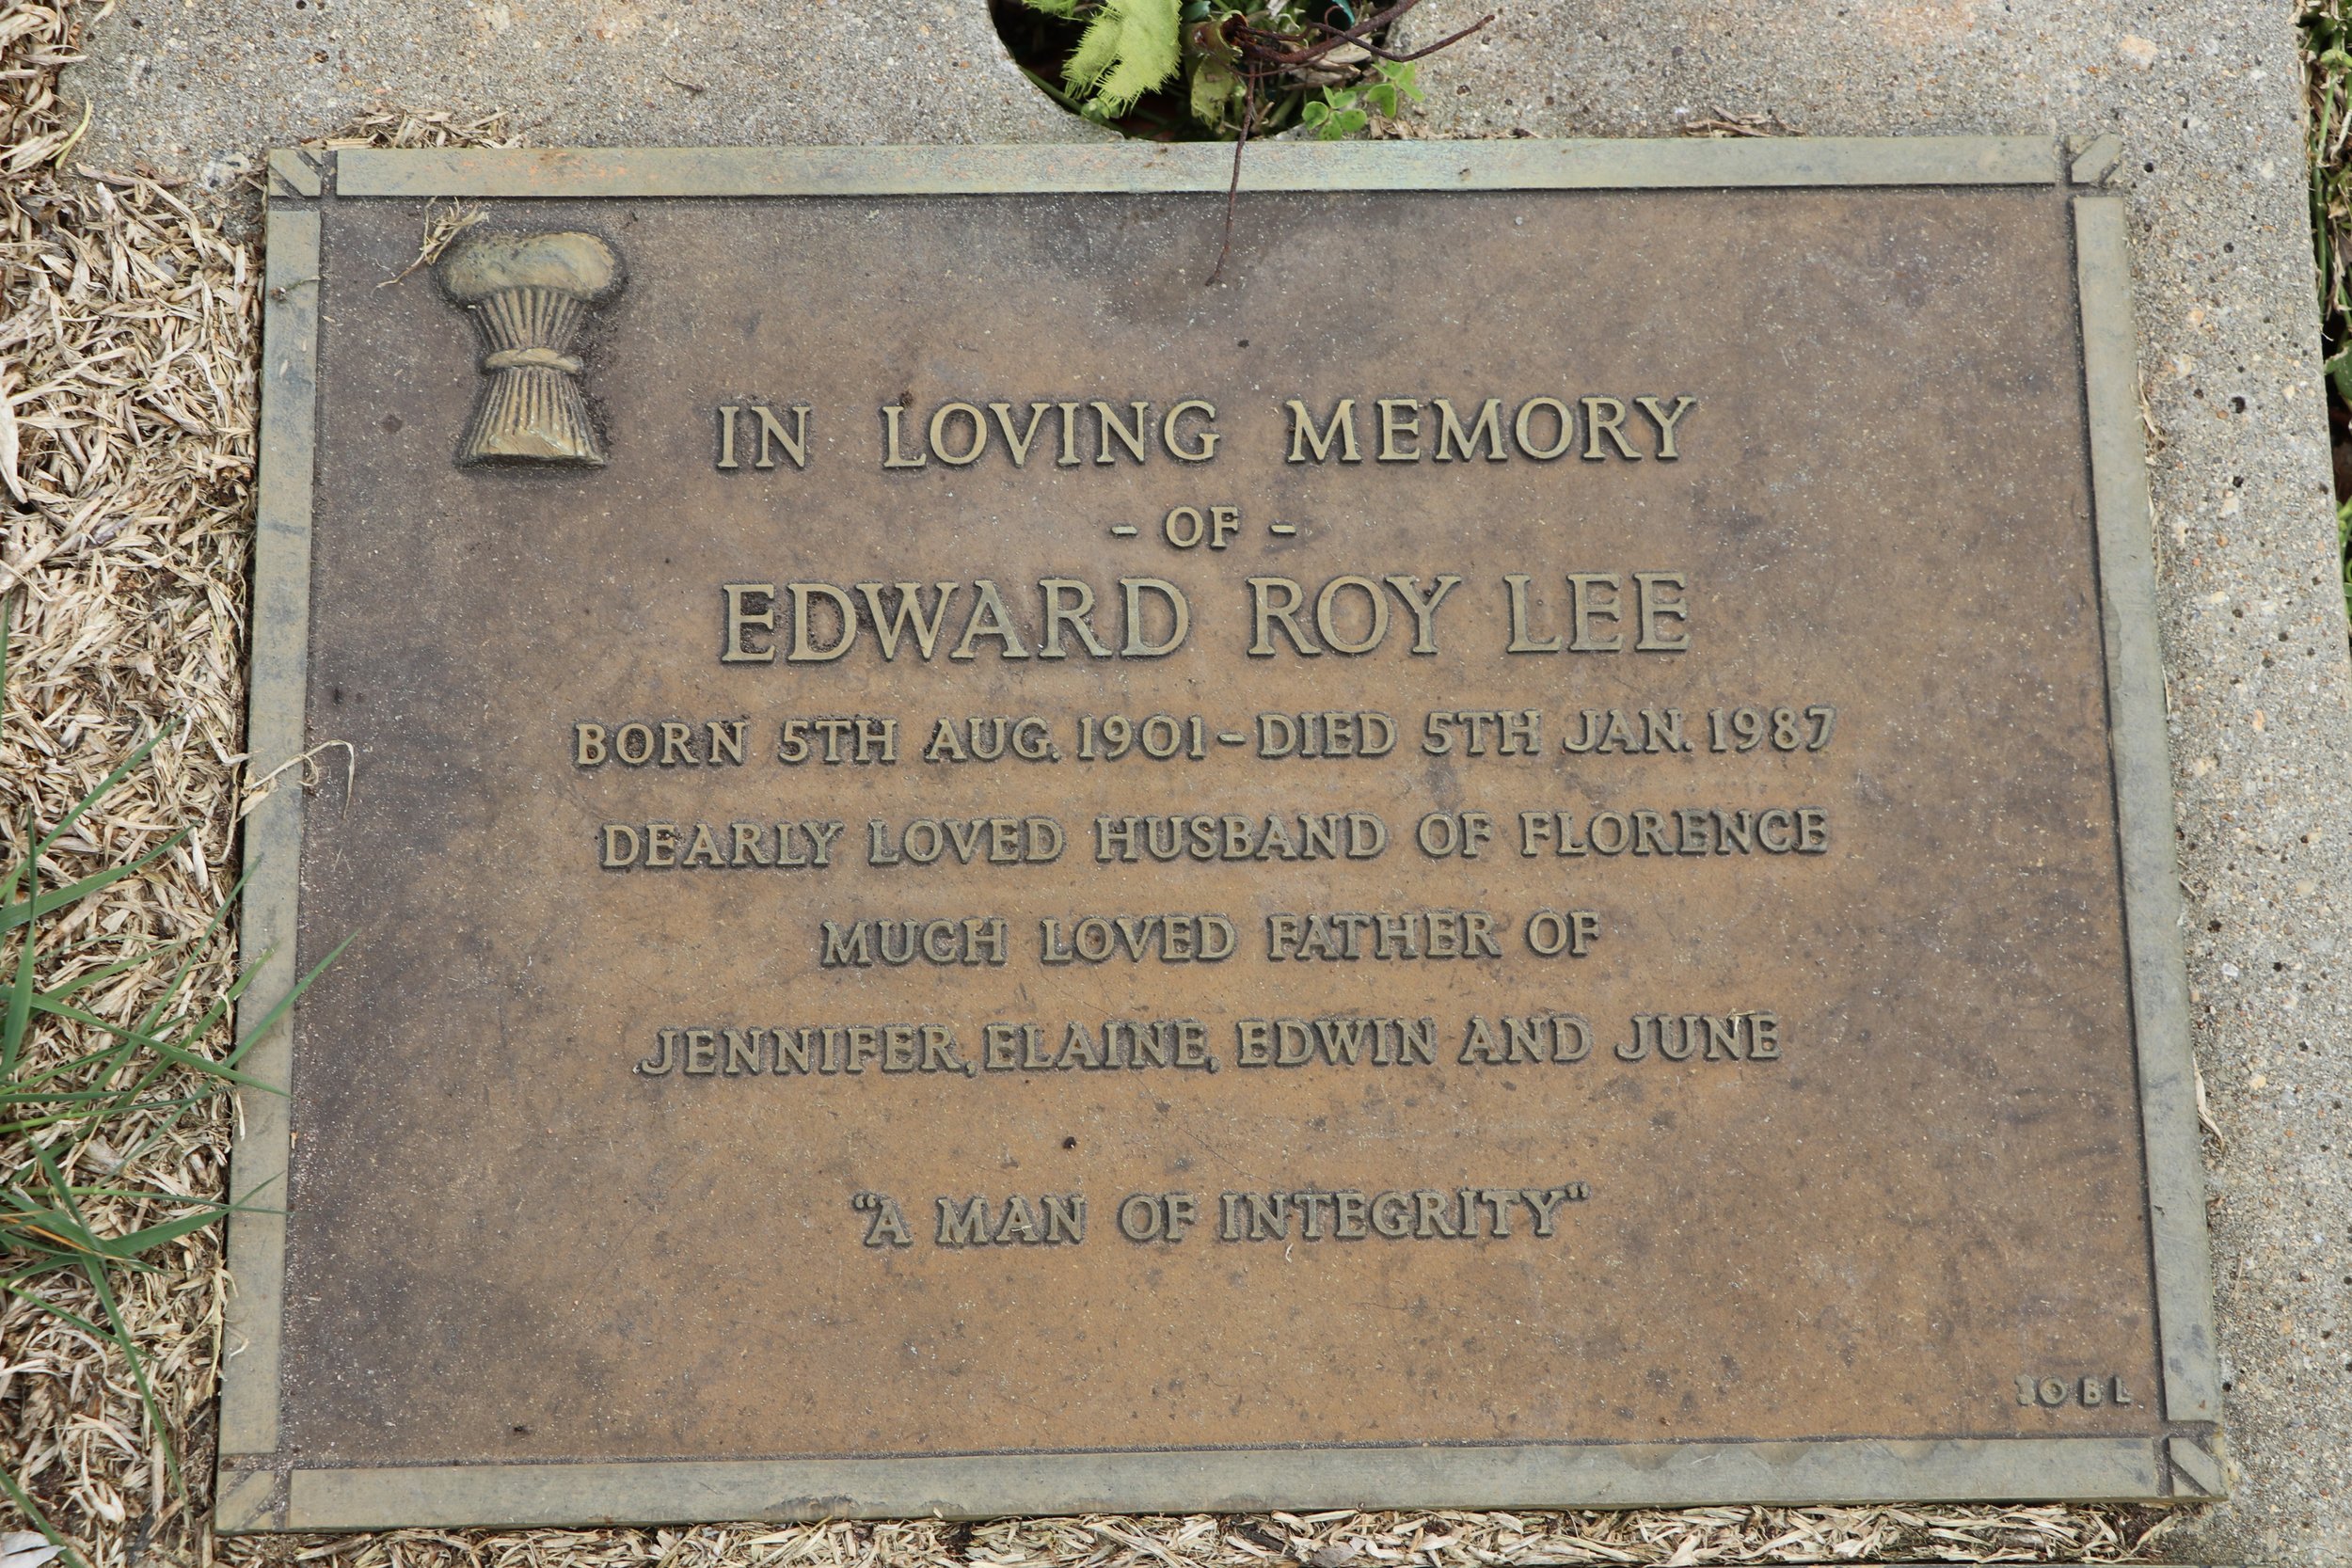 IN LOVING MEMORY
- OF -
EDWARD ROY LEE
BORN 5TH AUG. 1901 - DIED 5TH JAN. 1987
DEARLY LOVED HUSBAND OF FLORENCE
MUCH LOVED FATHER OF
JENNIFER, ELAINE, EDWIN AND JUNE
"A MAN OF INTEGRITY"